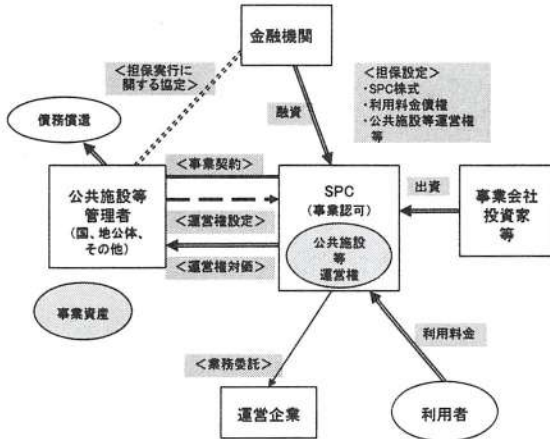 金融機関
<担保実行に
関する協定>
<担保設定>
・SPC株式
・利用料金債権
・公共施設等運営権
等
融資
債務償還
<事業契約>
公共施設等
管理者
(国、地公体、
その他)
SPC
(事業認可)
出資
事業会社
投資家
等
<運営権設定>
公共施設
等
運営権
<運営権対価>
事業資産
利用料金
<業務委託>
運営企業
利用者